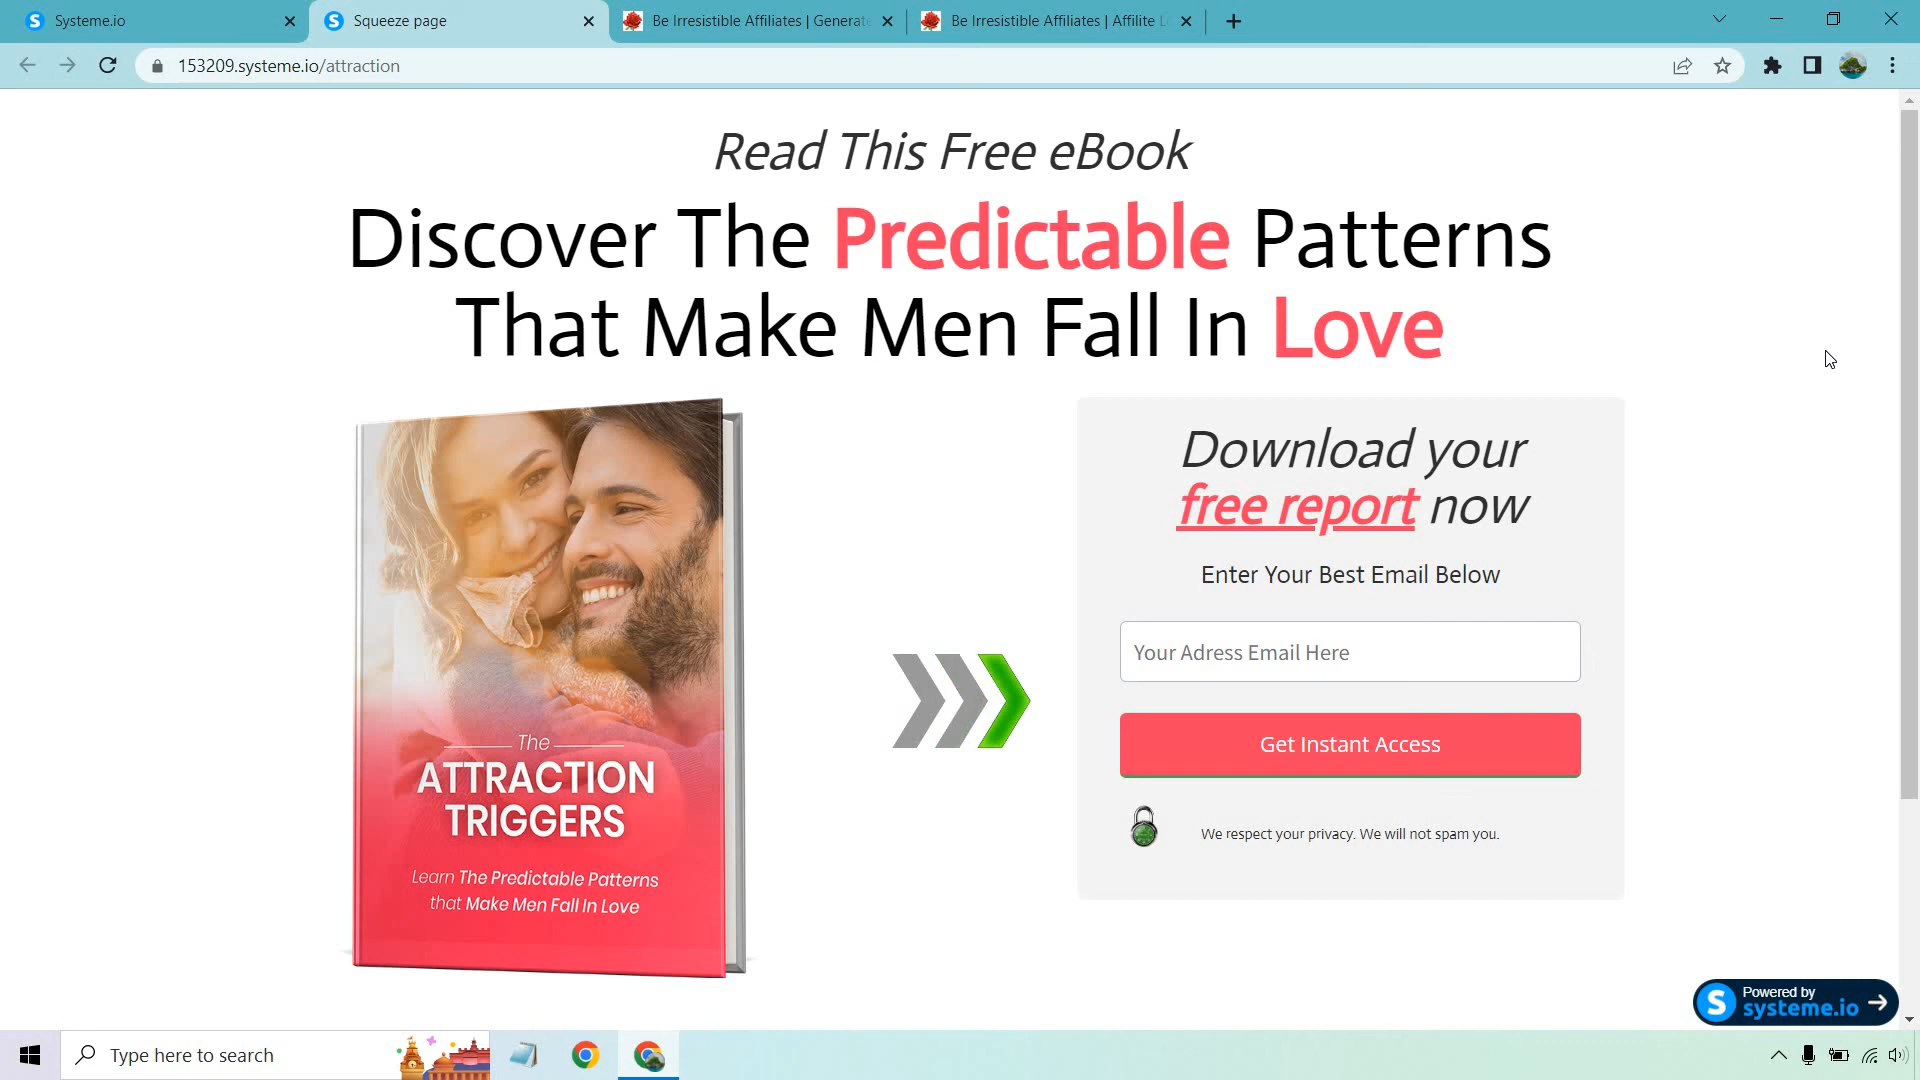 Systeme.io
Squeeze page
Be Irresistible Affiliates | Generate
Be Irresistible Affiliates | Affilite L
153209.systeme.io/attraction
Read This Free eBook
Discover The Predictable Patterns
That Make Men Fall In Love
The
ATTRACTION
TRIGGERS
Learn The Predictable Patterns
that Make Men Fall In Love
Download your
free report now
Enter Your Best Email Below
Your Adress Email Here
Get Instant Access
We respect your privacy. We will not spam you.
Powered by
systeme.io
Type here to search